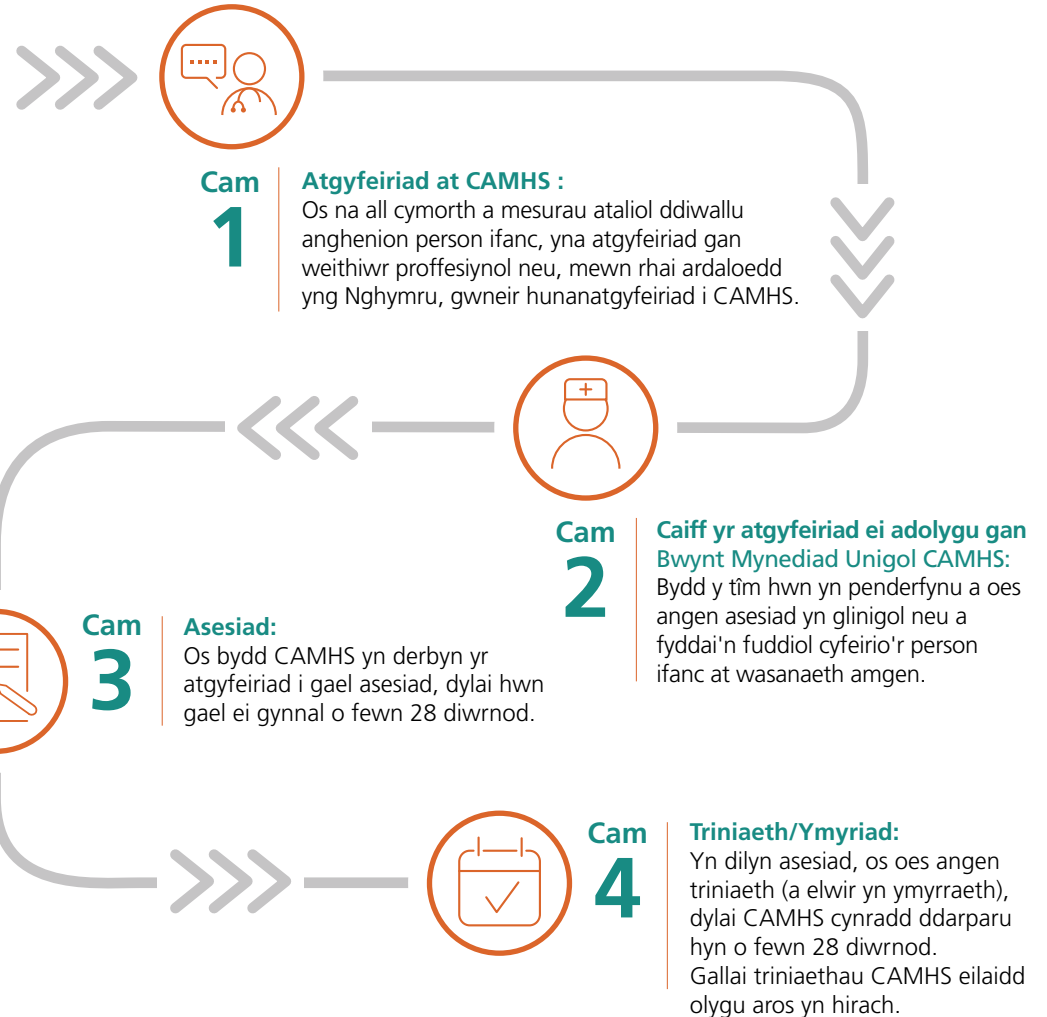 Cam
1
Atgyfeiriad at CAMHS :
Os na all cymorth a mesurau ataliol ddiwallu
anghenion person ifanc, yna atgyfeiriad gan
weithiwr proffesiynol neu, mewn rhai ardaloedd
yng Nghymru, gwneir hunanatgyfeiriad i CAMHS.
Cam
2
Caiff yr atgyfeiriad ei adolygu gan
Bwynt Mynediad Unigol CAMHS:
Bydd y tîm hwn yn penderfynu a oes
angen asesiad yn glinigol neu a
fyddai'n fuddiol cyfeirio'r person
ifanc at wasanaeth amgen.
Cam
3
Asesiad:
Os bydd CAMHS yn derbyn yr
atgyfeiriad i gael asesiad, dylai hwn
gael ei gynnal o fewn 28 diwrnod.
Cam
4
Triniaeth/Ymyriad:
Yn dilyn asesiad, os oes angen
triniaeth (a elwir yn ymyrraeth),
dylai CAMHS cynradd ddarparu
hyn o fewn 28 diwrnod.
Gallai triniaethau CAMHS eilaidd
olygu aros yn hirach.